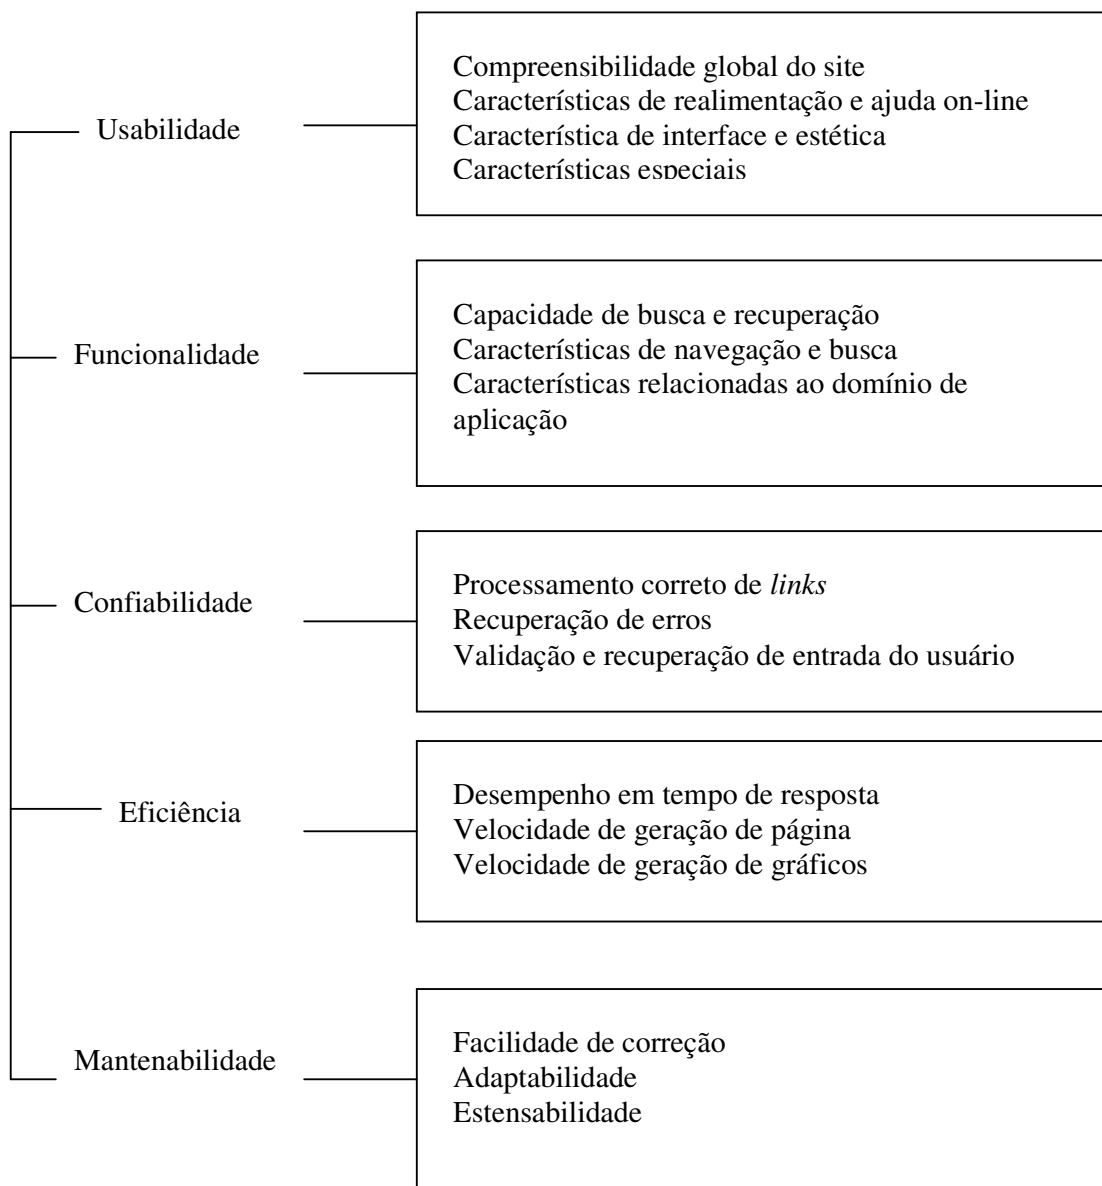 Usabilidade
Compreensibilidade global do site
Características de realimentação e ajuda on-line
Característica de interface e estética
Características especiais
Funcionalidade
Capacidade de busca e recuperação
Características de navegação e busca
Características relacionadas ao domínio de
aplicação
Confiabilidade
Processamento correto de links
Recuperação de erros
Validação e recuperação de entrada do usuário
Eficiência
Desempenho em tempo de resposta
Velocidade de geração de página
Velocidade de geração de gráficos
Mantenabilidade
Facilidade de correção
Adaptabilidade
Estensabilidade